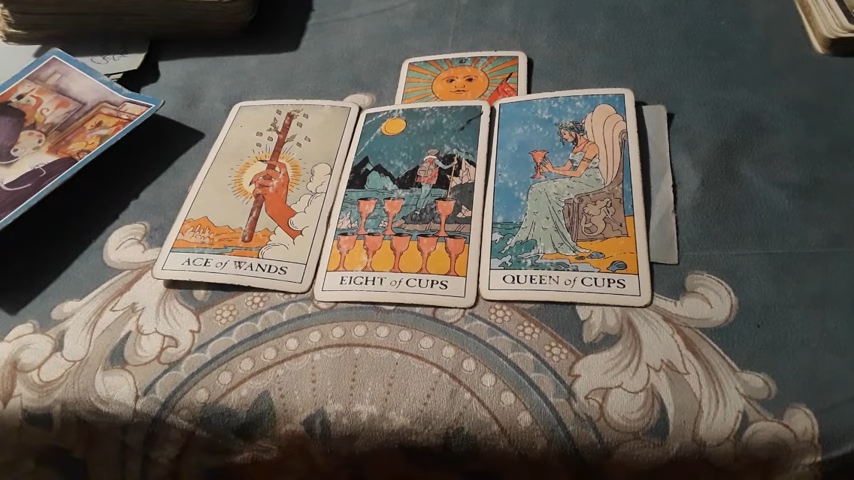 ACE of WANDS
EIGHT of CUPS
QUEEN of CUPS